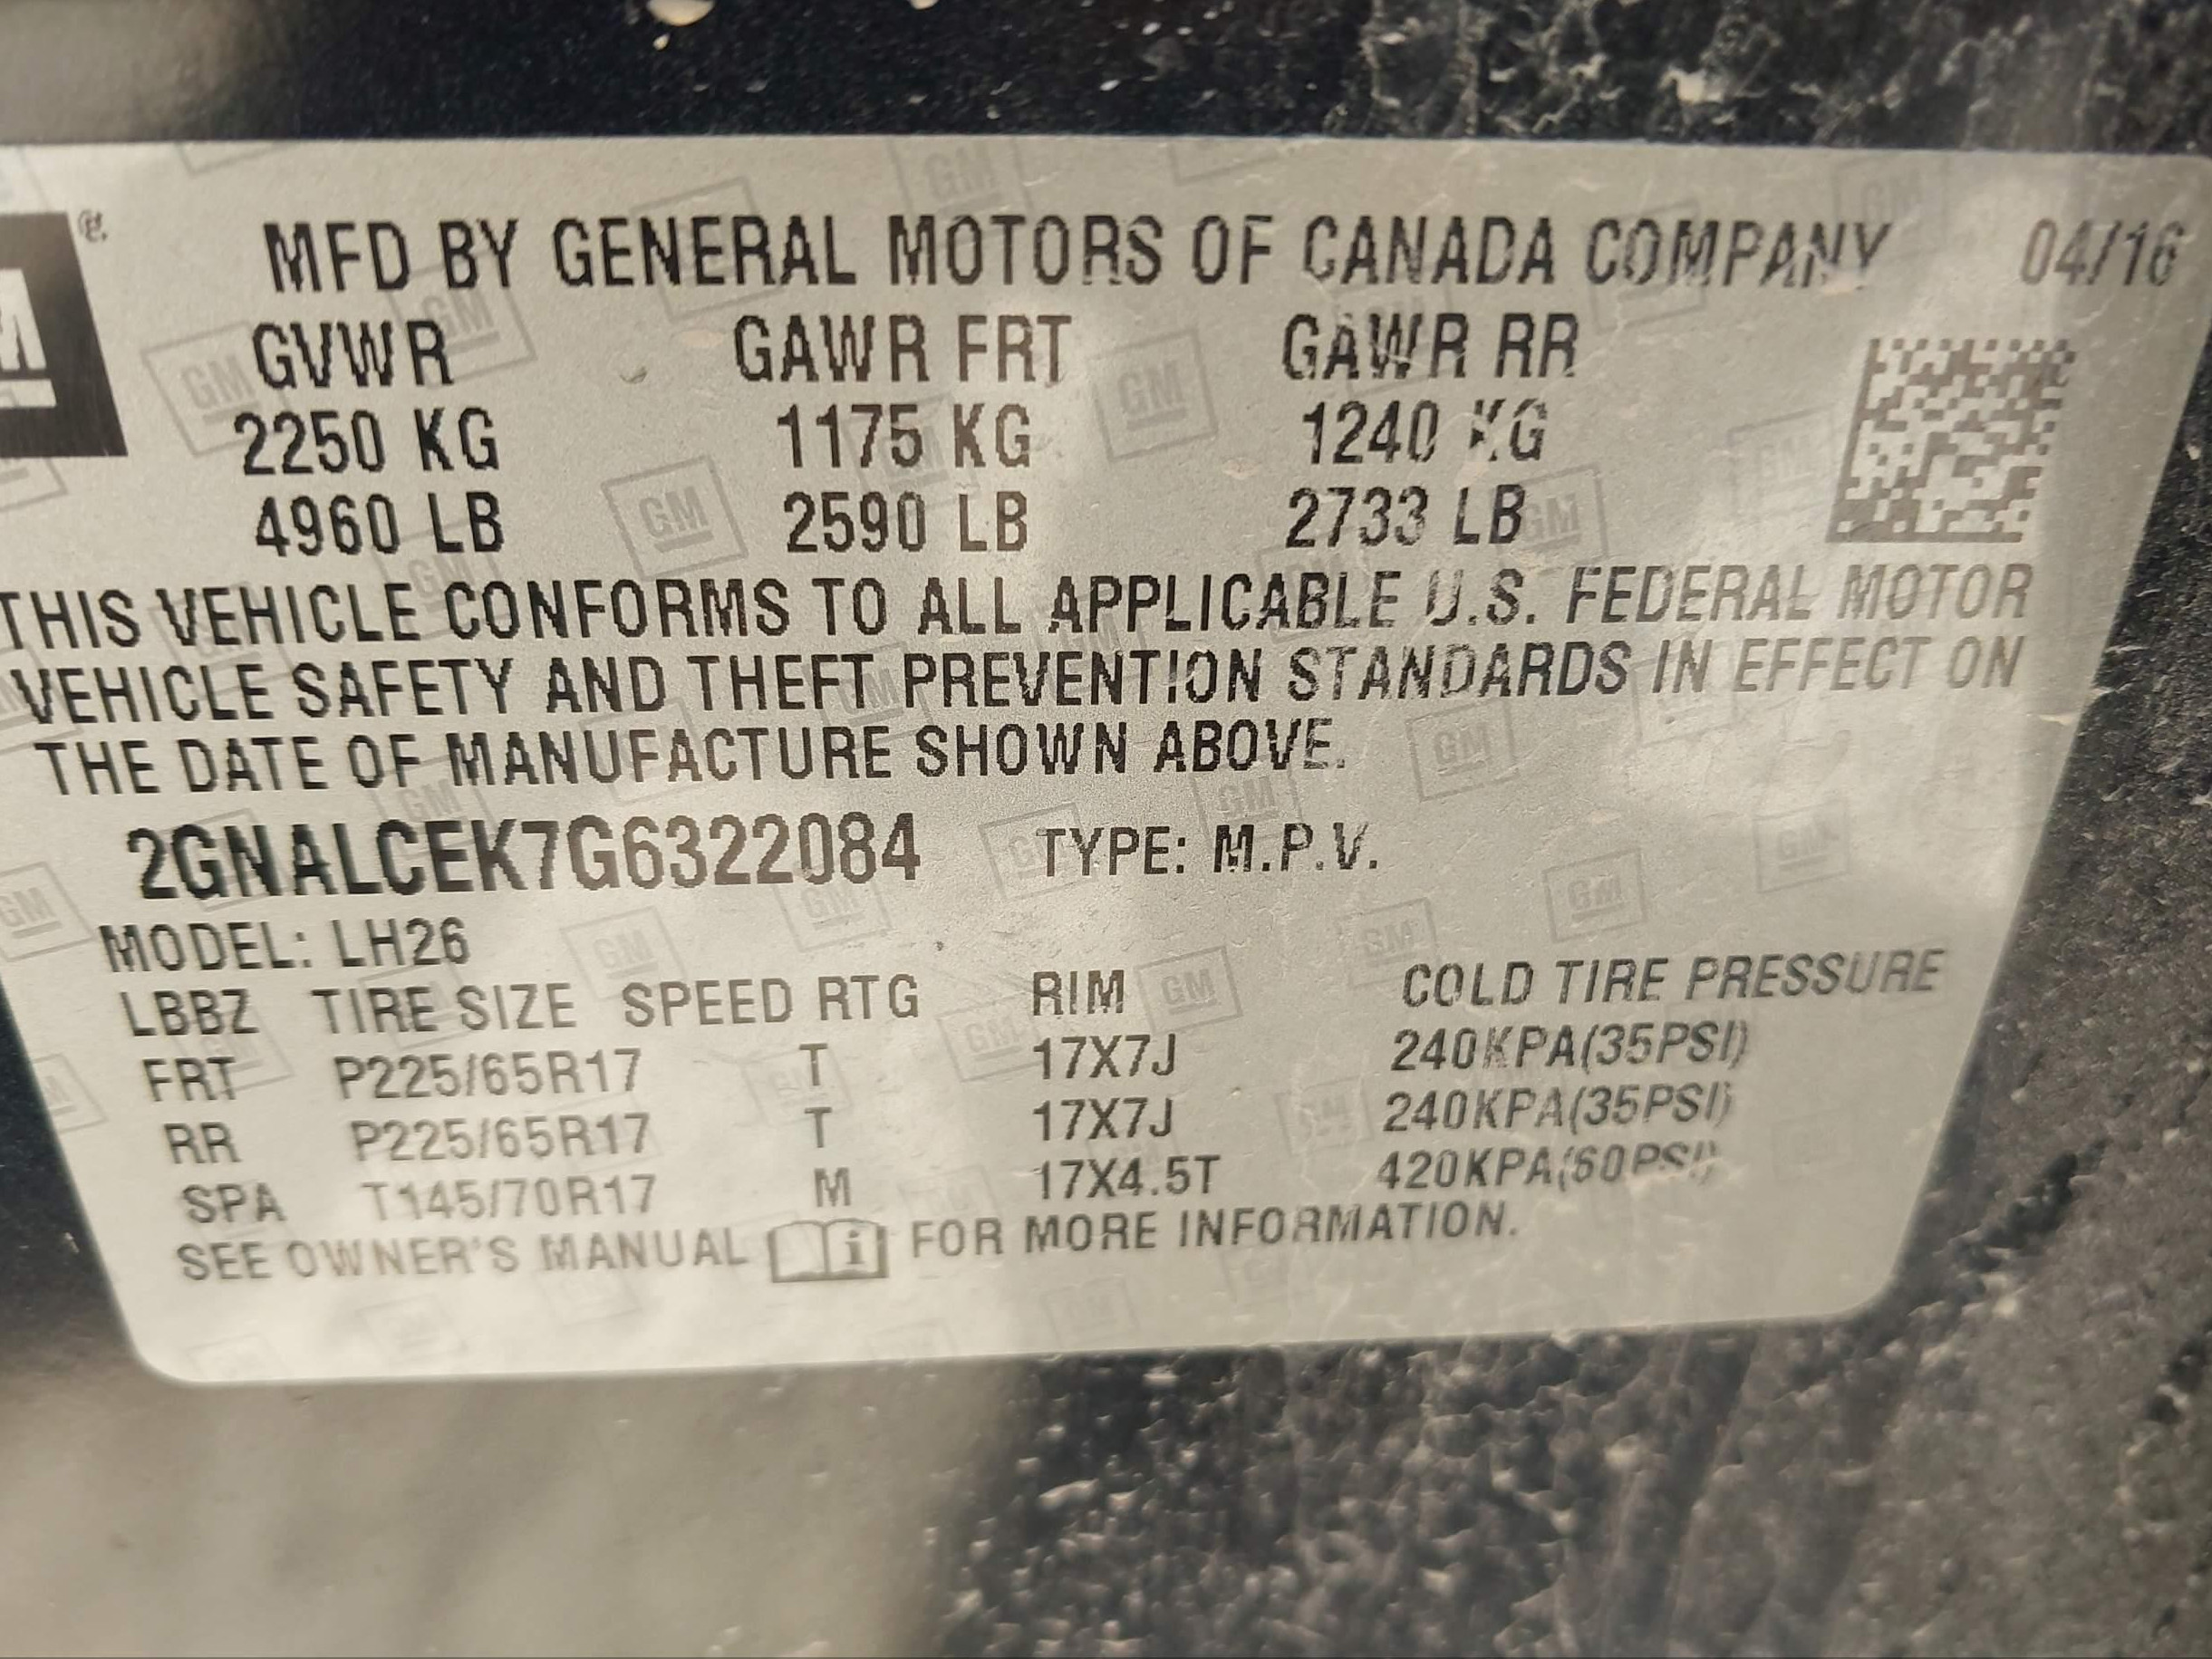 MFD BY GENERAL MOTORS OF CANADA COMPANY 04/16
GVWR GAWR FRT GAWR RR
2250 KG 1175 KG 1240 KG
4960 LB 2590 LB 2733 LB
THIS VEHICLE CONFORMS TO ALL APPLICABLE U.S. FEDERAL MOTOR
VEHICLE SAFETY AND THEFT PREVENTION STANDARDS IN EFFECT ON
THE DATE OF MANUFACTURE SHOWN ABOVE.
2GNALCEK7G6322084 TYPE: M.P.V.
MODEL: LH26
LBBZ TIRE SIZE SPEED RTG RIM COLD TIRE PRESSURE
FRT P225/65R17 T 17X7J 240KPA(35PSI)
RR P225/65R17 T 17X7J 240KPA(35PSI)
SPA T145/70R17 M 17X4.5T 420KPA(60PSI)
SEE OWNER'S MANUAL i FOR MORE INFORMATION.